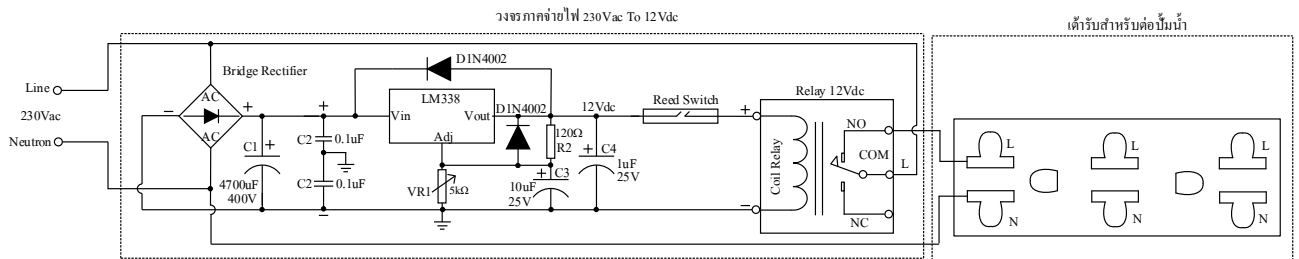 วงจรภาคจ่ายไฟ 230Vac To 12Vdc
เต้ารับสำหรับต่อปั้มน้ำ
Line
230Vac
Neutron
Bridge Rectifier
AC
AC
−
+
C1
+
4700uF
400V
+
C2
0.1uF
C2
0.1uF
−
D1N4002
LM338
Vin
Vout
Adj
D1N4002
VR1
5kΩ
120Ω
R2
+
C3
10uF
25V
12Vdc
+
C4
1uF
25V
Reed Switch
+
−
Relay 12Vdc
Coil Relay
NO
COM
L
NC
L
N
L
N
L
N